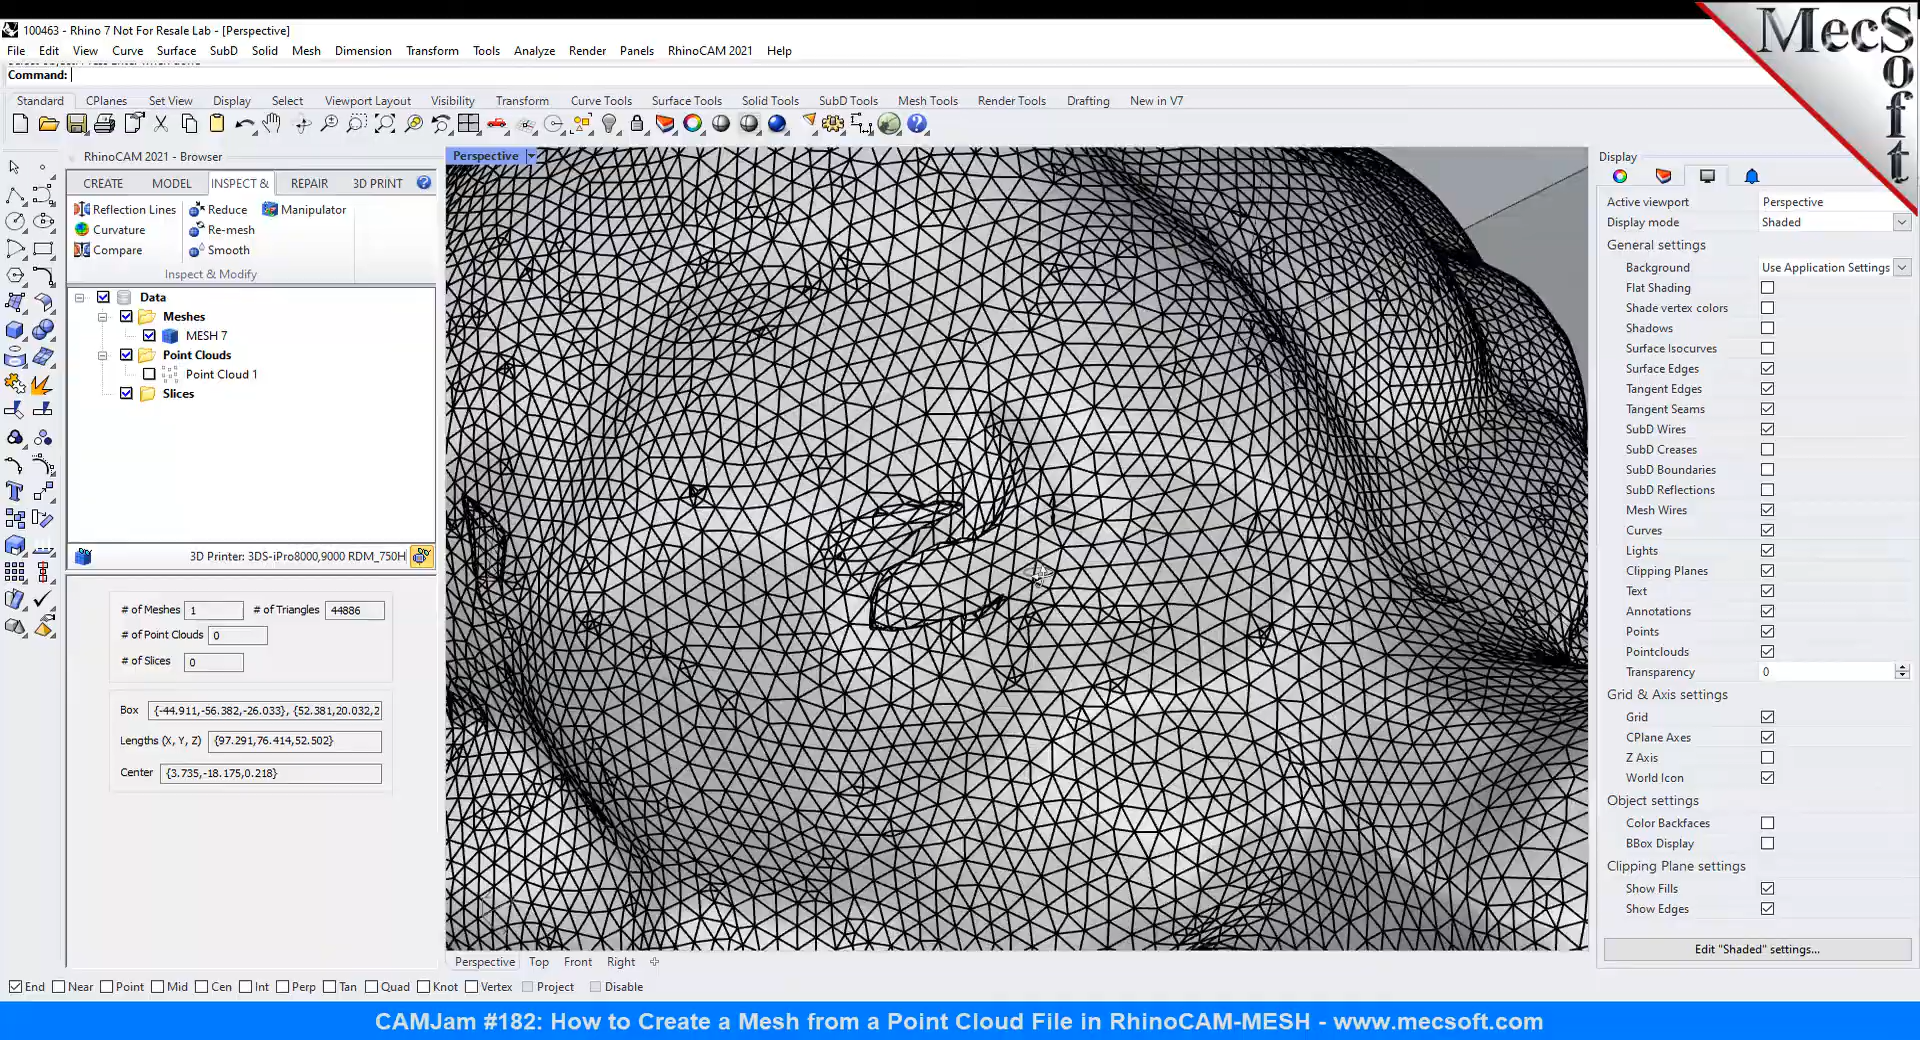 100463 - Rhino 7 Not For Resale Lab - [Perspective]
MecSoft
File Edit View Curve Surface SubD Solid Mesh Dimension Transform Tools Analyze Render Panels RhinoCAM 2021 Help
Command:
Standard CPlanes Set View Display Select Viewport Layout Visibility Transform Curve Tools Surface Tools Solid Tools SubD Tools Mesh Tools Render Tools Drafting New in V7
RhinoCAM 2021 - Browser
CREATE MODEL INSPECT & REPAIR 3D PRINT
Reflection Lines Reduce Manipulator
Curvature Re-mesh
Compare Smooth
Inspect & Modify
Data
Meshes
MESH 7
Point Clouds
Point Cloud 1
Slices
3D Printer: 3DS-iPro8000,9000 RDM_750H
# of Meshes 1 # of Triangles 44886
# of Point Clouds 0
# of Slices 0
Box {-44.911,-56.382,-26.033}, {52.381,20.032,2
Lengths (X, Y, Z) {97.291,76.414,52.502}
Center {3.735,-18.175,0.218}
Perspective
Perspective Top Front Right
End Near Point Mid Cen Int Perp Tan Quad Knot Vertex Project Disable
Display
Active viewport Perspective
Display mode Shaded
General settings
Background Use Application Settings
Flat Shading
Shade vertex colors
Shadows
Surface Isocurves
Surface Edges
Tangent Edges
Tangent Seams
SubD Wires
SubD Creases
SubD Boundaries
SubD Reflections
Mesh Wires
Curves
Lights
Clipping Planes
Text
Annotations
Points
Pointclouds
Transparency 0
Grid & Axis settings
Grid
CPlane Axes
Z Axis
World Icon
Object settings
Color Backfaces
BBox Display
Clipping Plane settings
Show Fills
Show Edges
Edit "Shaded" settings...
CAMJam #182: How to Create a Mesh from a Point Cloud File in RhinoCAM-MESH - www.mecsoft.com